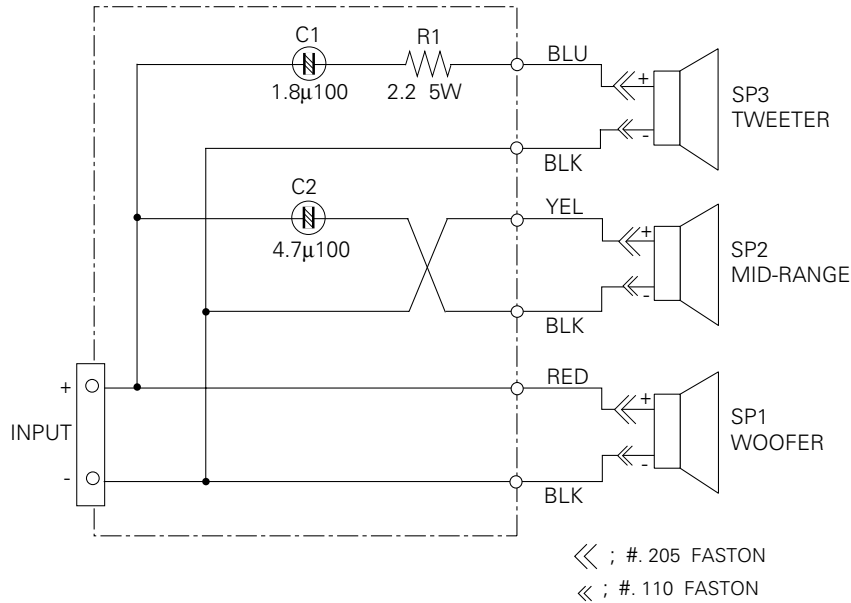 C1
R1
1.8µ100
2.2 5W
BLU
+
-
SP3
TWEETER
BLK
C2
4.7µ100
YEL
+
-
SP2
MID-RANGE
BLK
+
INPUT
-
RED
+
-
SP1
WOOFER
BLK
; #. 205 FASTON
; #. 110 FASTON